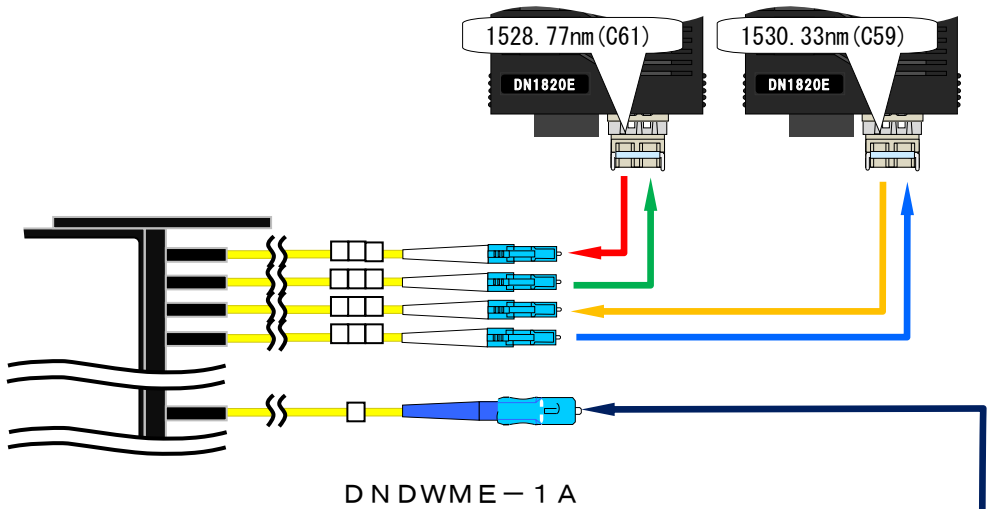 1528.77nm(C61)
1530.33nm(C59)
DN1820E
DN1820E
ＤＮＤＷＭＥ－１Ａ